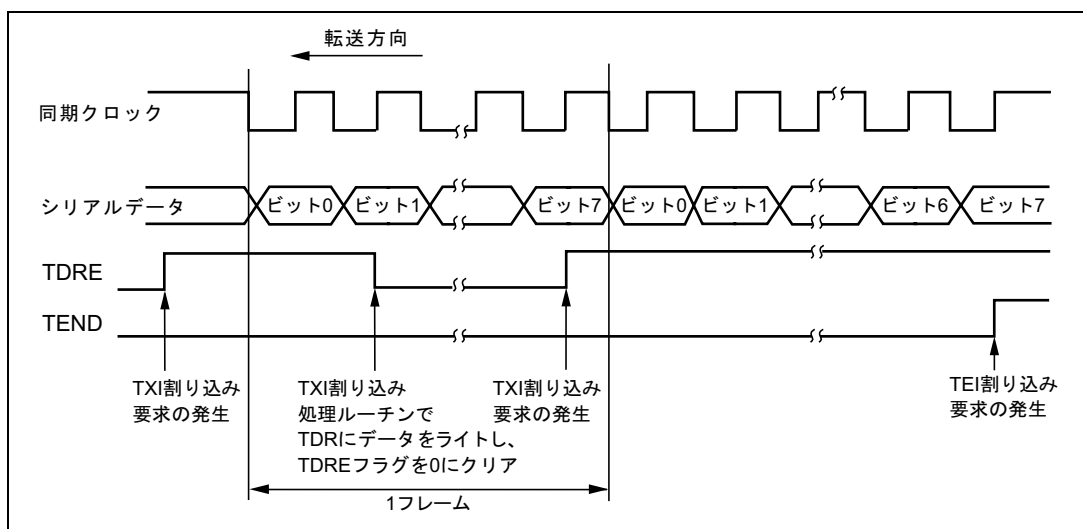 転送方向
同期クロック
シリアルデータ
ビット0
ビット1
ビット7
ビット0
ビット1
ビット6
ビット7
TDRE
TEND
TXI割り込み
要求の発生
TXI割り込み
処理ルーチンで
TDRにデータをライトし、
TDREフラグを0にクリア
TXI割り込み
要求の発生
TEI割り込み
要求の発生
1フレーム